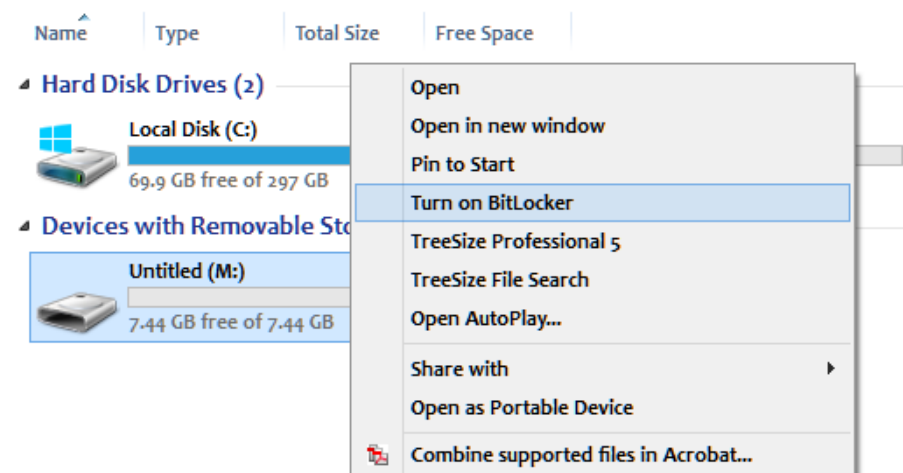 Name Type Total Size Free Space
Hard Disk Drives (2)
Local Disk (C:)
69.9 GB free of 297 GB
Devices with Removable Sto
Untitled (M:)
7.44 GB free of 7.44 GB
Open
Open in new window
Pin to Start
Turn on BitLocker
TreeSize Professional 5
TreeSize File Search
Open AutoPlay...
Share with
Open as Portable Device
Combine supported files in Acrobat...